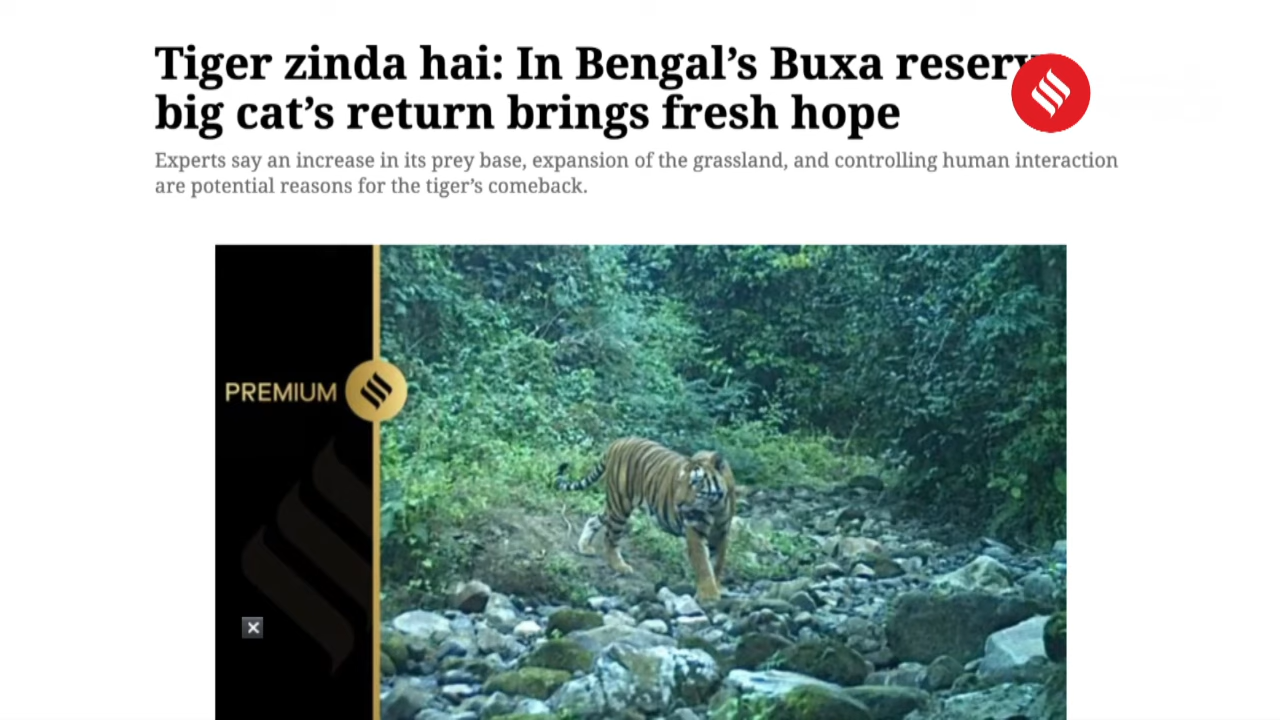 Tiger zinda hai: In Bengal’s Buxa
big cat’s return brings fresh hope
Experts say an increase in its prey base, expansion of the grassland, and controlling human interaction
are potential reasons for the tiger’s comeback.
PREMIUM